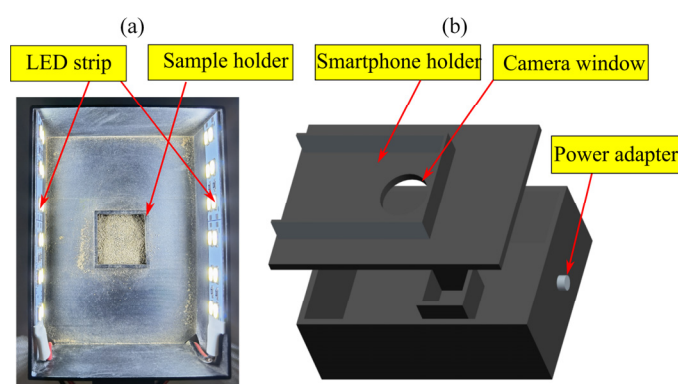 (a)
(b)
LED strip
Sample holder
Smartphone holder
Camera window
Power adapter